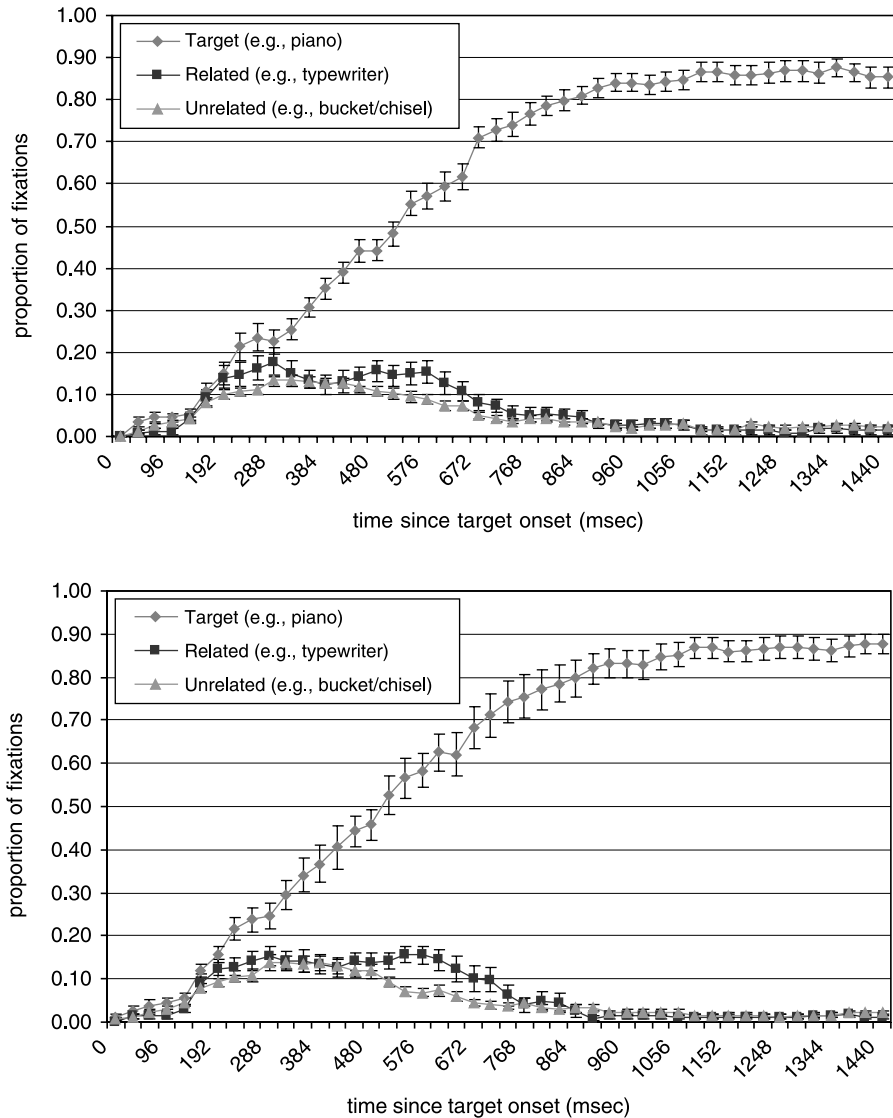 1.00
0.90
0.80
0.70
0.60
0.50
0.40
0.30
0.20
0.10
0.00
proportion of fixations
Target (e.g., piano)
Related (e.g., typewriter)
Unrelated (e.g., bucket/chisel)
0 96 192 288 384 480 576 672 768 864 960 1056 1152 1248 1344 1440
time since target onset (msec)
1.00
0.90
0.80
0.70
0.60
0.50
0.40
0.30
0.20
0.10
0.00
proportion of fixations
Target (e.g., piano)
Related (e.g., typewriter)
Unrelated (e.g., bucket/chisel)
0 96 192 288 384 480 576 672 768 864 960 1056 1152 1248 1344 1440
time since target onset (msec)